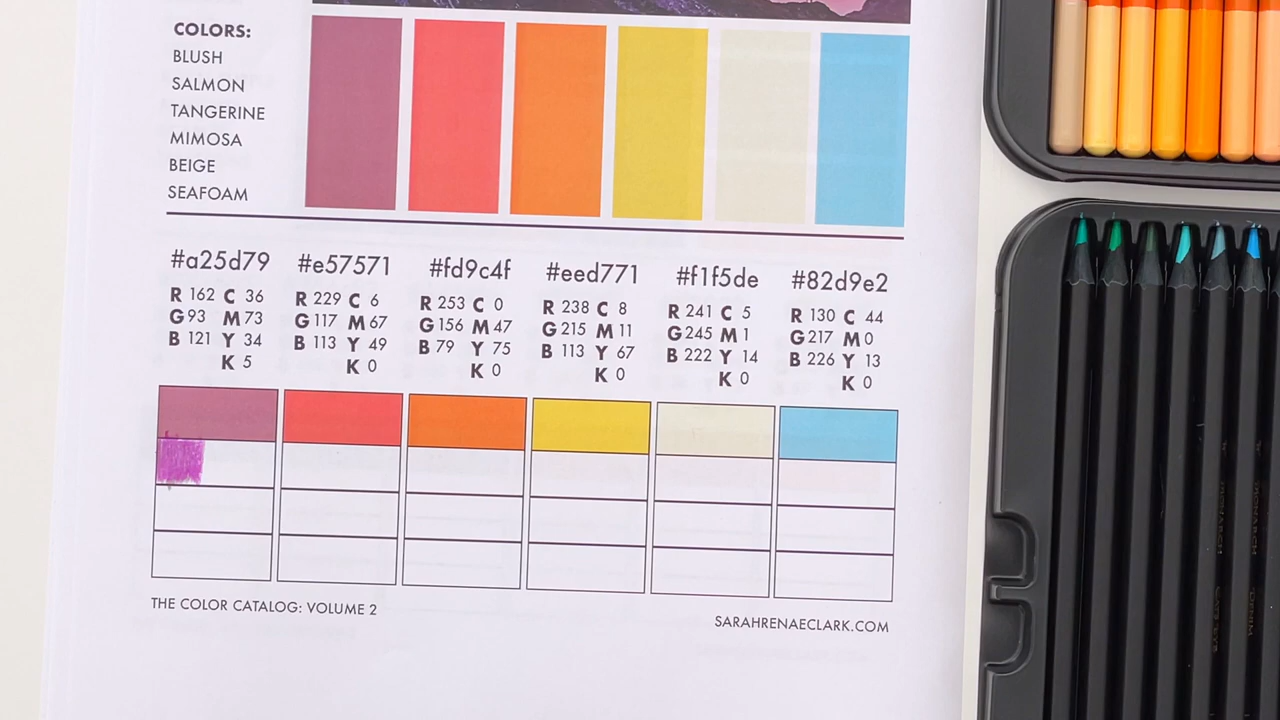 COLORS:
BLUSH
SALMON
TANGERINE
MIMOSA
BEIGE
SEAFOAM
#a25d79 #e57571 #fd9c4f #eed771 #f1f5de #82d9e2
R 162 C 36 R 229 C 6 R 253 C 0 R 238 C 8 R 241 C 5 R 130 C 44
G 93 M 73 G 117 M 67 G 156 M 47 G 215 M 11 G 245 M 1 G 217 M 0
B 121 Y 34 B 113 Y 49 B 79 Y 75 B 113 Y 67 B 222 Y 14 B 226 Y 13
K 5 K 0 K 0 K 0 K 0 K 0
THE COLOR CATALOG: VOLUME 2
SARAHRENAECLARK.COM